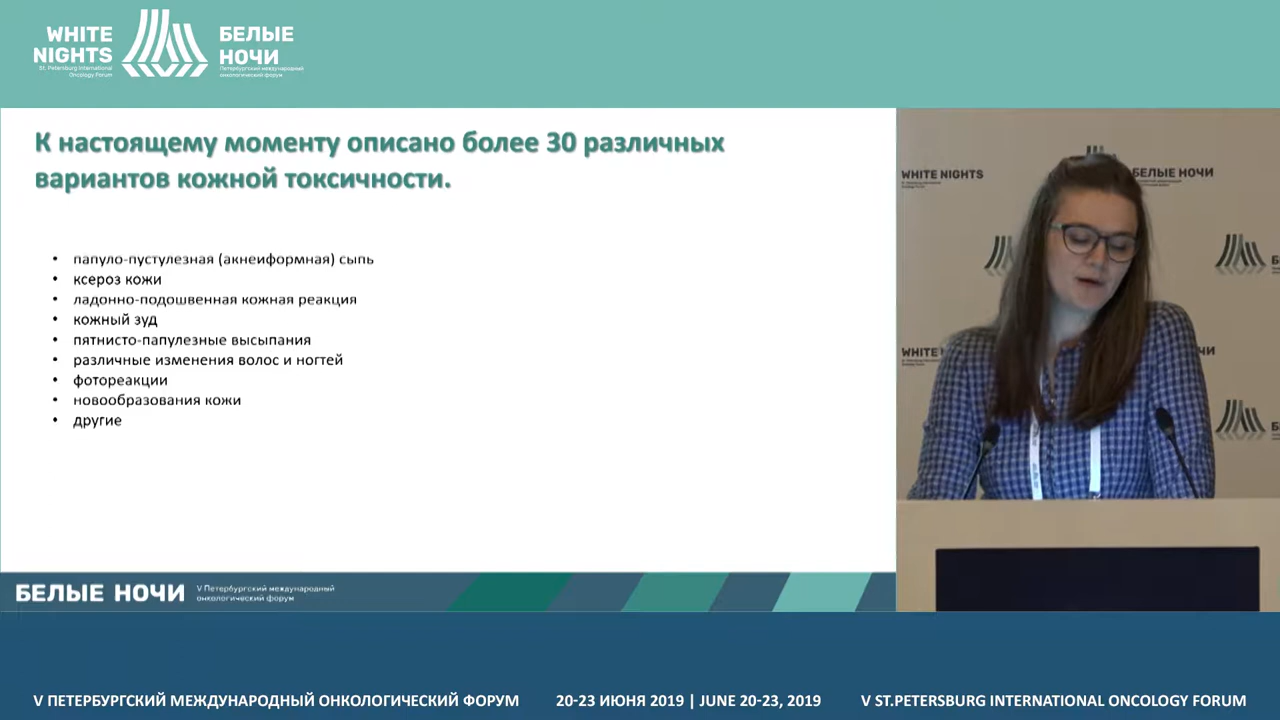 WHITE
NIGHTS
St. Petersburg International
Oncology Forum
БЕЛЫЕ
НОЧИ
Петербургский международный
онкологический форум
К настоящему моменту описано более 30 различных
вариантов кожной токсичности.
• папуло-пустулезная (акнеиформная) сыпь
• ксероз кожи
• ладонно-подошвенная кожная реакция
• кожный зуд
• пятнисто-папулезные высыпания
• различные изменения волос и ногтей
• фотореакции
• новообразования кожи
• другие
WHITE NIGHTS
БЕЛЫЕ НОЧИ
WHITE
БЕЛЫЕ НОЧИ V Петербургский международный
онкологический форум
V ПЕТЕРБУРГСКИЙ МЕЖДУНАРОДНЫЙ ОНКОЛОГИЧЕСКИЙ ФОРУМ 20-23 ИЮНЯ 2019 | JUNE 20-23, 2019 V ST.PETERSBURG INTERNATIONAL ONCOLOGY FORUM